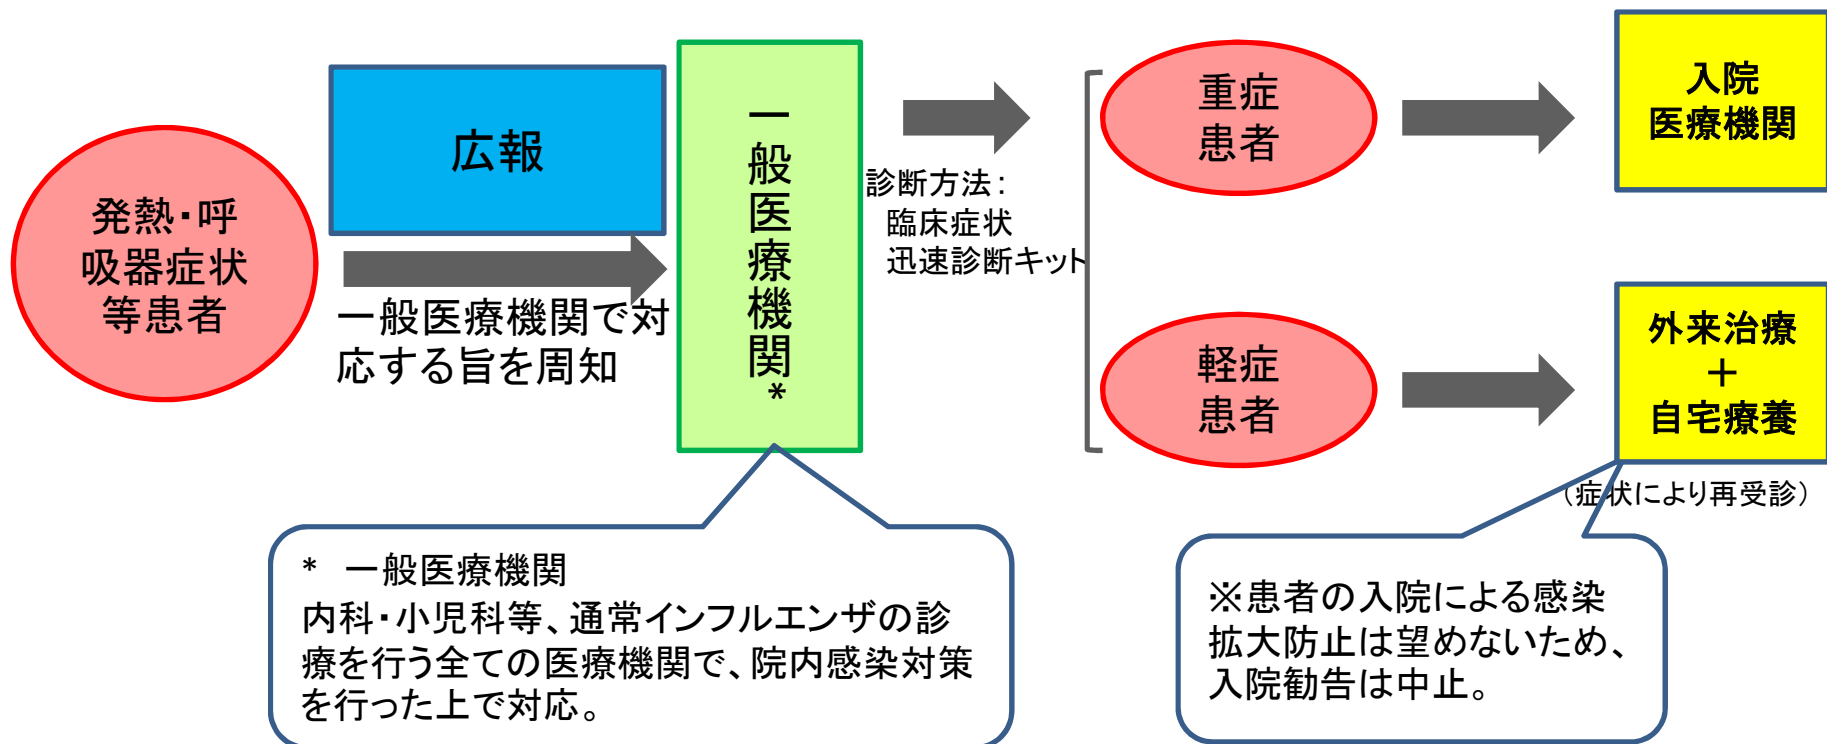 発熱・呼
吸器症状
等患者
広報
一般医療機関で対
応する旨を周知
一般医療機関*
診断方法：
臨床症状
迅速診断キット
重症
患者
入院
医療機関
軽症
患者
外来治療
＋
自宅療養
（症状により再受診）
* 一般医療機関
内科・小児科等、通常インフルエンザの診
療を行う全ての医療機関で、院内感染対策
を行った上で対応。
※患者の入院による感染
拡大防止は望めないため、
入院勧告は中止。